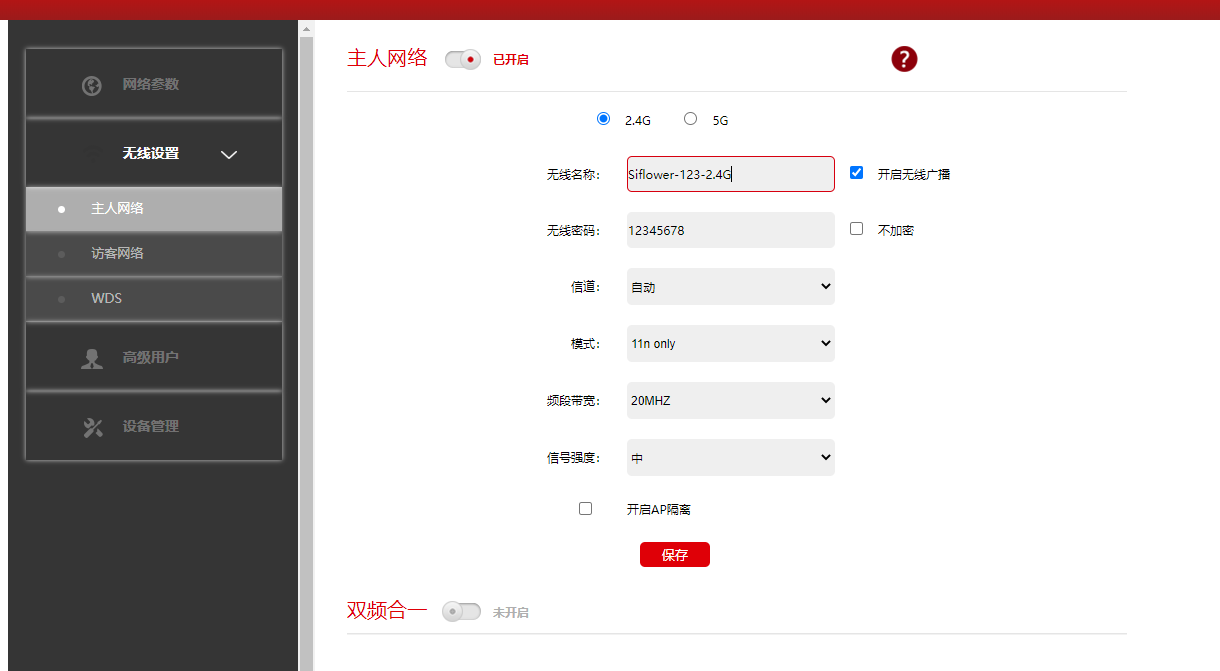 网络参数
无线设置
主人网络
访客网络
WDS
高级用户
设备管理
主人网络 已开启 ?
2.4G 5G
无线名称: Siflower-123-2.4G 开启无线广播
无线密码: 12345678 不加密
信道: 自动
模式: 11n only
频段带宽: 20MHZ
信号强度: 中
开启AP隔离
保存
双频合一 未开启